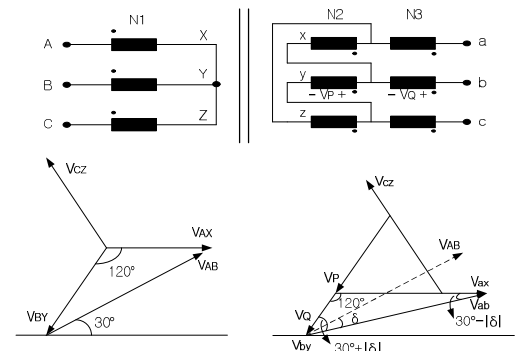 N1 N2 N3
A X x a
B Y y b
- VP + - VQ +
C Z z c
VCZ
VAX
VAB
120°
VBY
30°
VCZ
VAB
VP
Vax
Vab
VQ
120°
δ
30°-|δ|
Vby
30°+|δ|